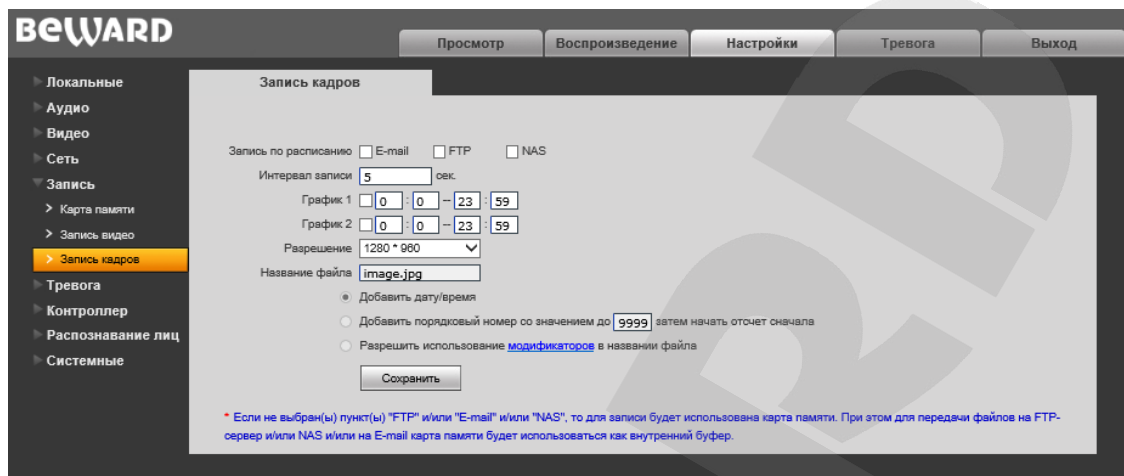 BEWARD
Просмотр Воспроизведение Настройки Тревога Выход
Локальные
Аудио
Видео
Сеть
Запись
Карта памяти
Запись видео
Запись кадров
Тревога
Контроллер
Распознавание лиц
Системные
Запись кадров
Запись по расписанию E-mail FTP NAS
Интервал записи 5 сек.
График 1 0 : 0 – 23 : 59
График 2 0 : 0 – 23 : 59
Разрешение 1280 * 960
Название файла image.jpg
Добавить дату/время
Добавить порядковый номер со значением до 9999 затем начать отсчет сначала
Разрешить использование модификаторов в названии файла
Сохранить
* Если не выбран(ы) пункт(ы) "FTP" и/или "E-mail" и/или "NAS", то для записи будет использована карта памяти. При этом для передачи файлов на FTP-
сервер и/или NAS и/или на E-mail карта памяти будет использоваться как внутренний буфер.